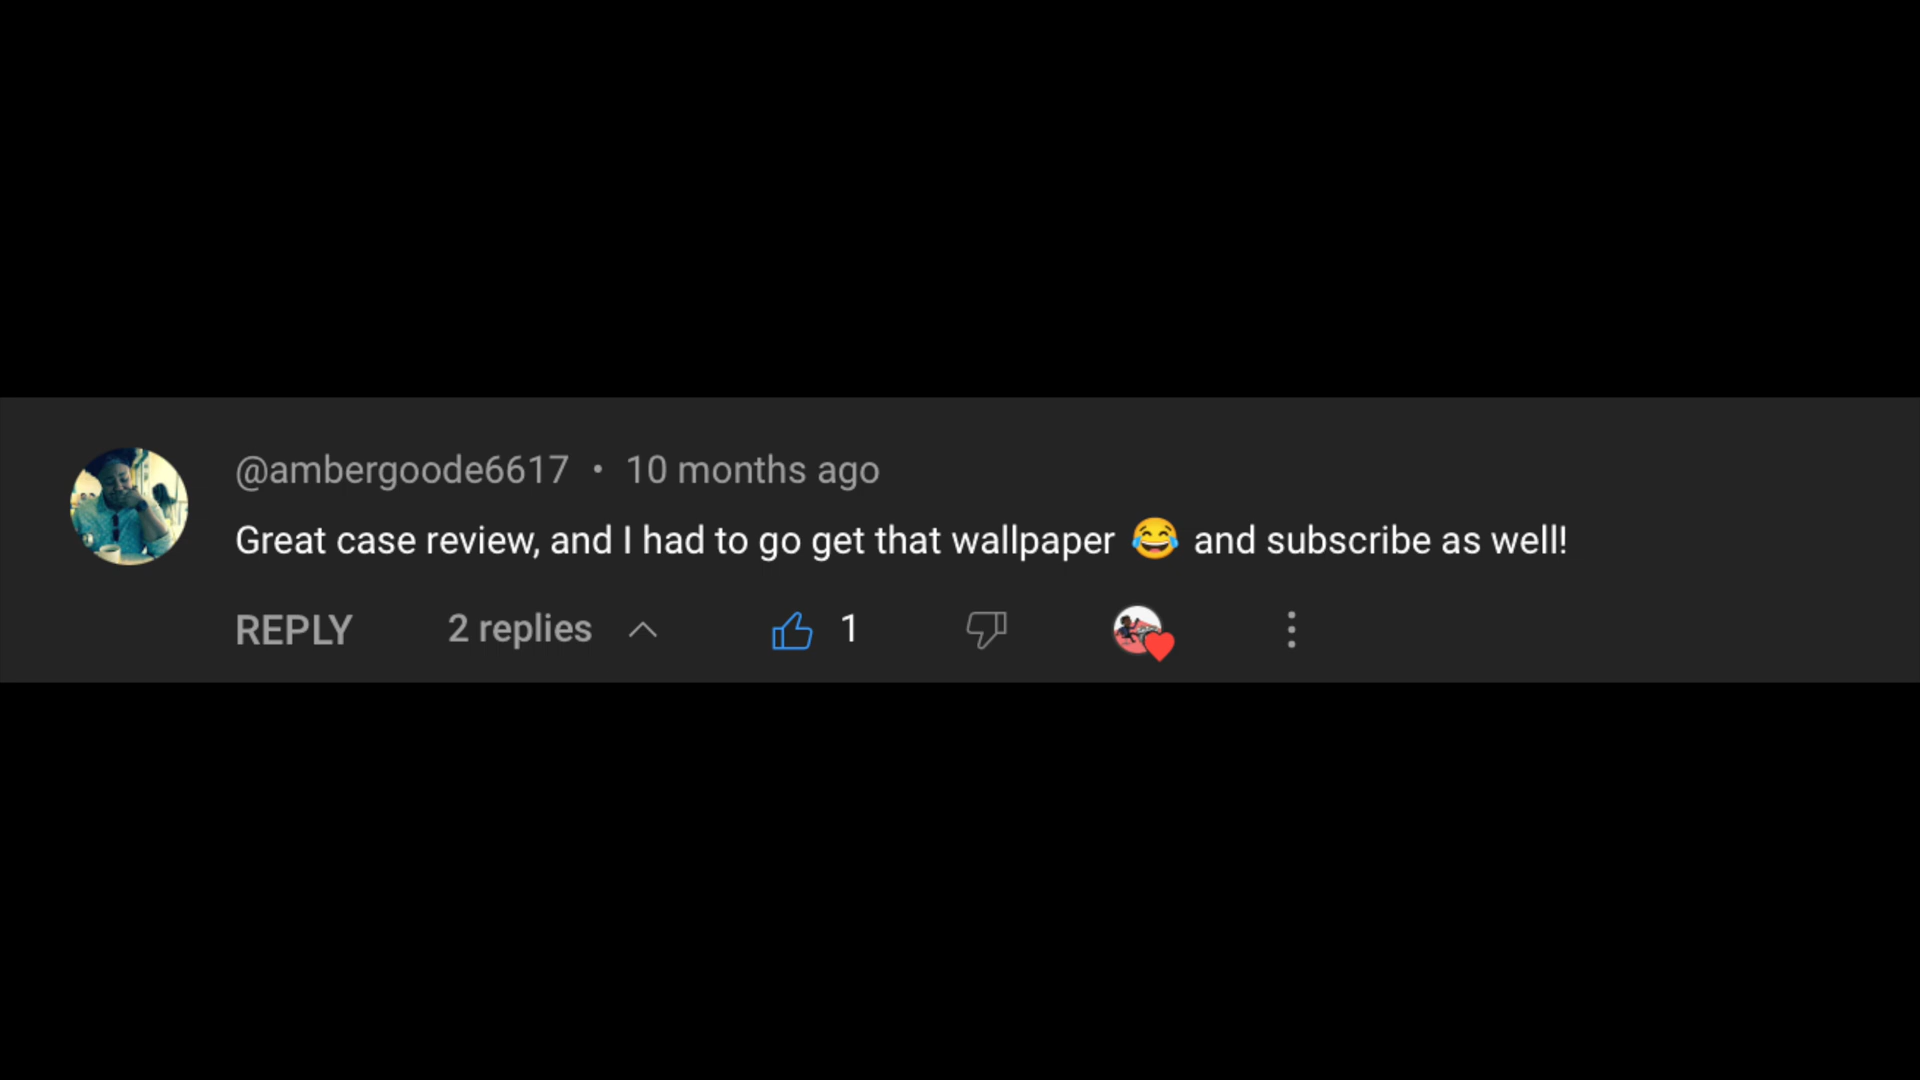 @ambergoode6617 • 10 months ago
Great case review, and I had to go get that wallpaper 😂 and subscribe as well!
REPLY 2 replies 1